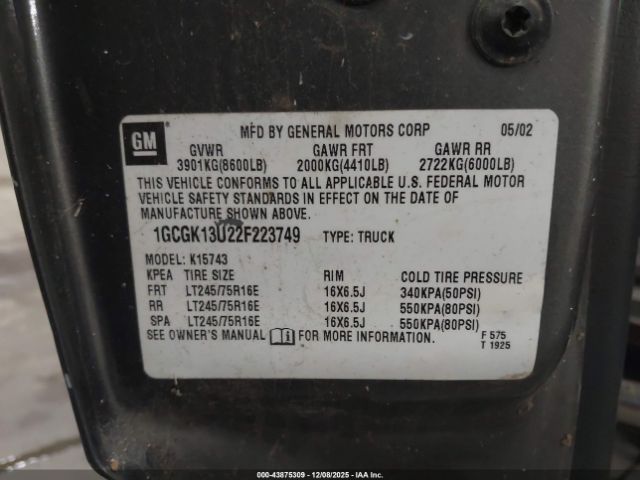 GM
MFD BY GENERAL MOTORS CORP 05/02
GVWR GAWR FRT GAWR RR
3901KG(8600LB) 2000KG(4410LB) 2722KG(6000LB)
THIS VEHICLE CONFORMS TO ALL APPLICABLE U.S. FEDERAL MOTOR
VEHICLE SAFETY STANDARDS IN EFFECT ON THE DATE OF
MANUFACTURE SHOWN ABOVE.
1GCGK13U22F223749 TYPE: TRUCK
MODEL: K15743
KPEA TIRE SIZE RIM COLD TIRE PRESSURE
FRT LT245/75R16E 16X6.5J 340KPA(50PSI)
RR LT245/75R16E 16X6.5J 550KPA(80PSI)
SPA LT245/75R16E 16X6.5J 550KPA(80PSI)
SEE OWNER'S MANUAL i FOR MORE INFORMATION. F 575
T 1925
000-43875309 - 12/08/2025 - IAA Inc.